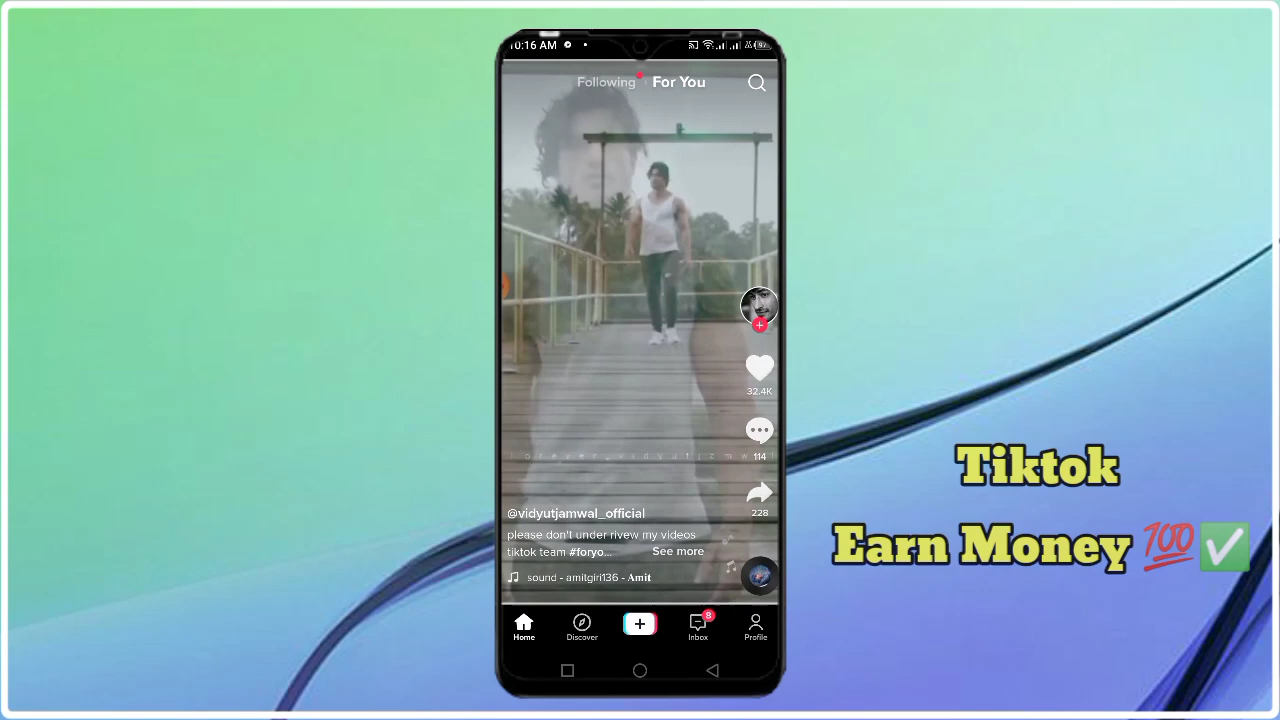 10:16 AM
97
Following For You
32.4K
114
228
@vidyutjamwal_official
please don't under rivew my videos
tiktok team #foryo... See more
sound - amitgiri136 - Amit
Home Discover 8 Inbox Profile
Tiktok
Earn Money 💯✅